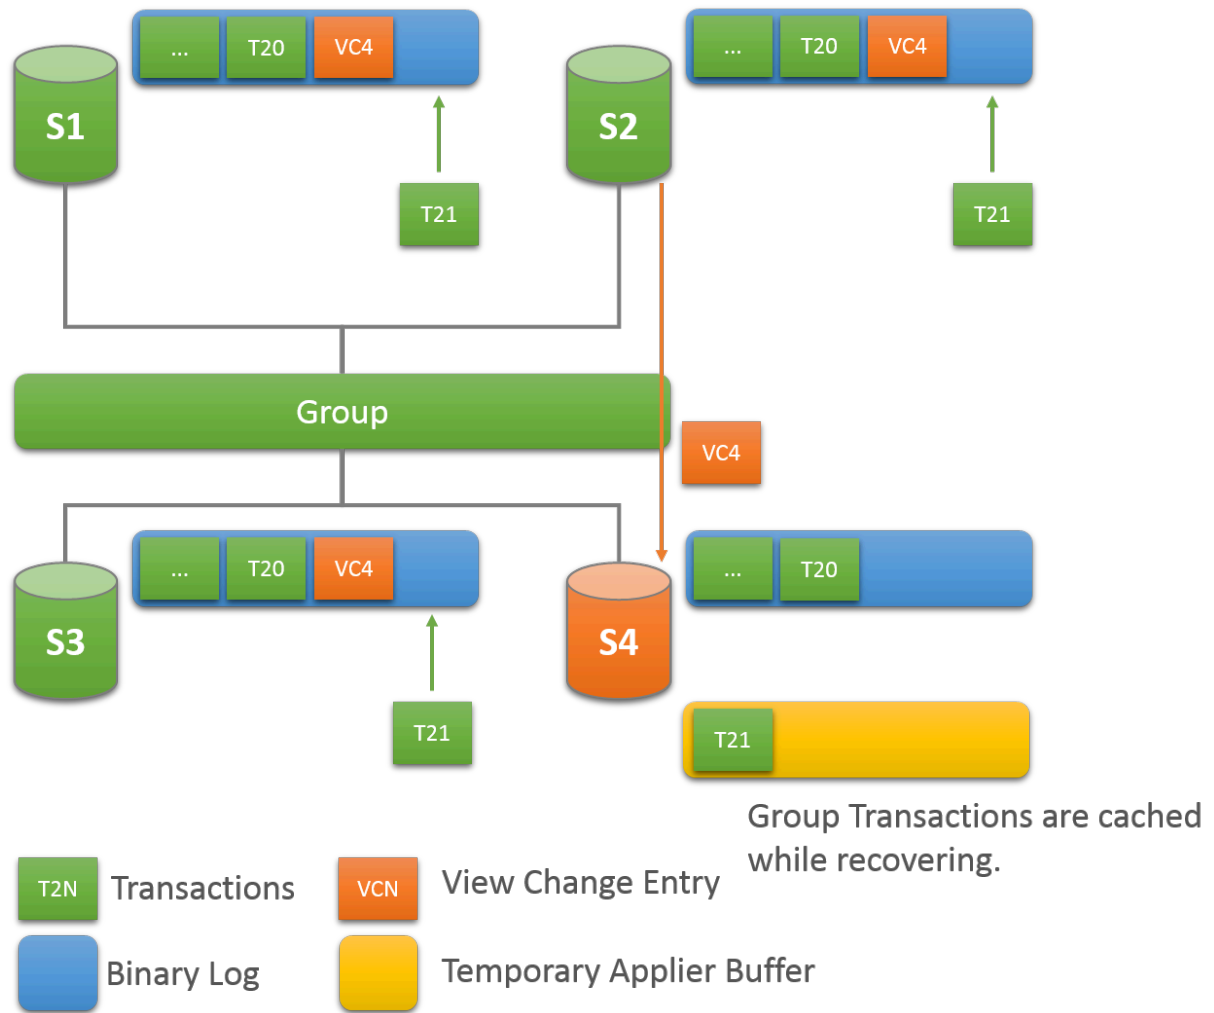 ... T20 VC4
S1
T21
... T20 VC4
S2
T21
Group
VC4
... T20 VC4
S3
T21
... T20
S4
T21
Group Transactions are cached
while recovering.
T2N Transactions
VCN View Change Entry
Binary Log
Temporary Applier Buffer